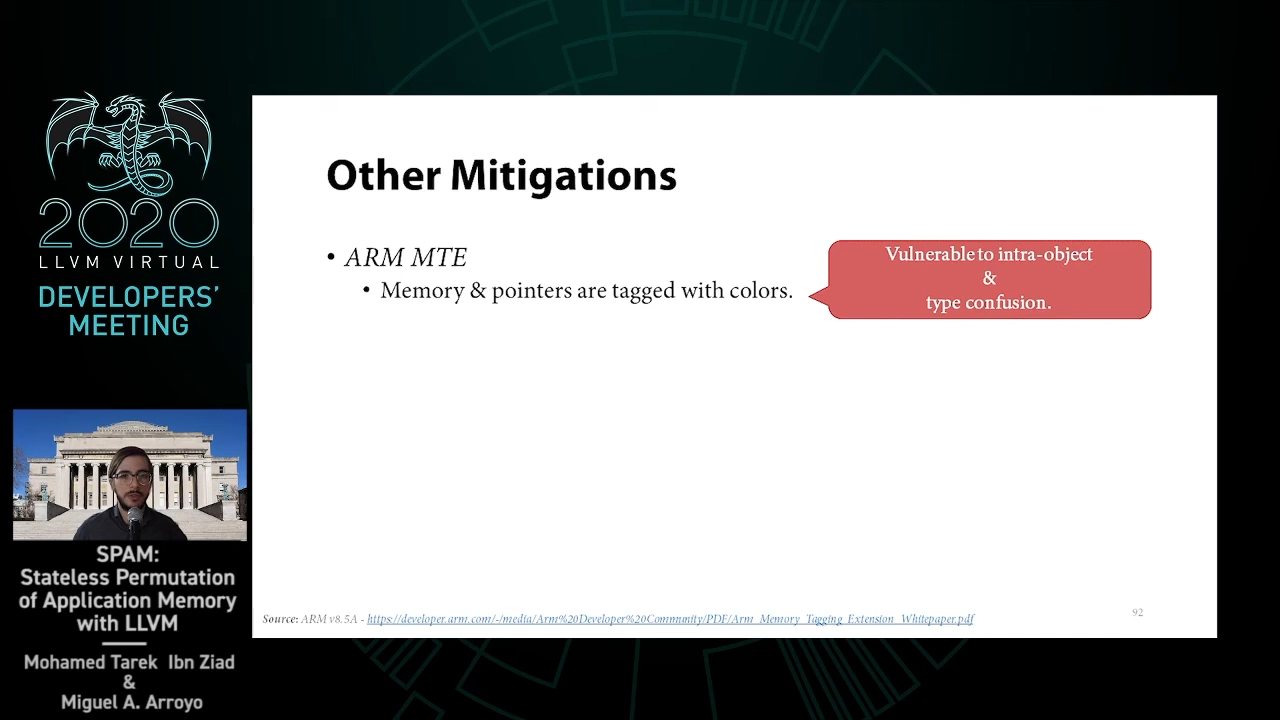 2020
LLVM VIRTUAL
DEVELOPERS'
MEETING
SPAM:
Stateless Permutation
of Application Memory
with LLVM
Mohamed Tarek Ibn Ziad
&
Miguel A. Arroyo
Other Mitigations
• ARM MTE
• Memory & pointers are tagged with colors.
Vulnerable to intra-object
&
type confusion.
Source: ARM v8.5A - https://developer.arm.com/-/media/Arm%20Developer%20Community/PDF/Arm_Memory_Tagging_Extension_Whitepaper.pdf
92